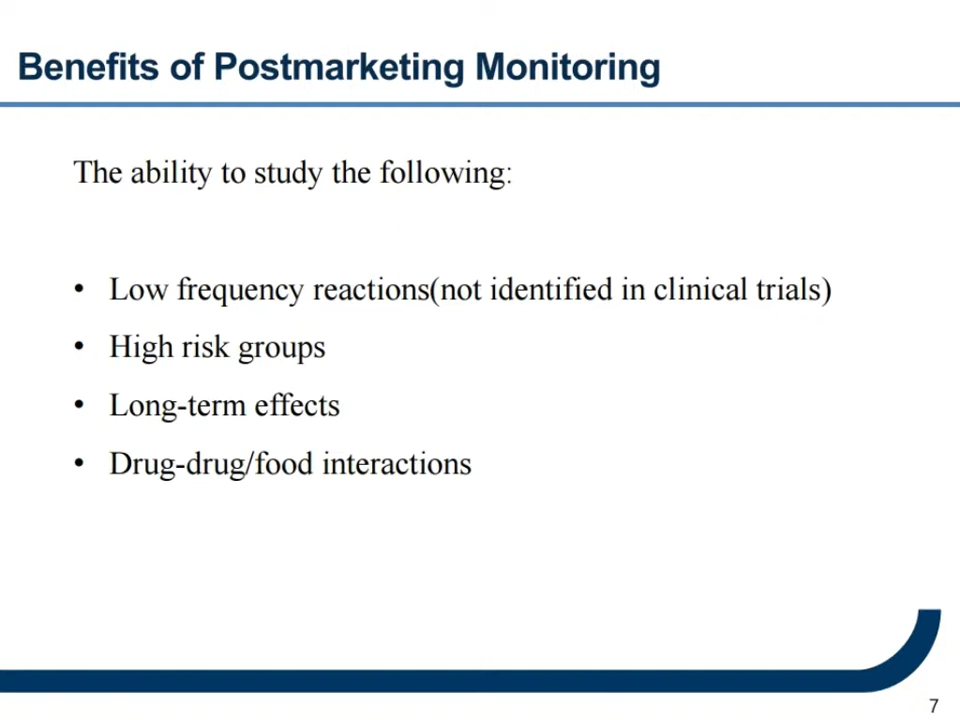 Benefits of Postmarketing Monitoring
The ability to study the following:
• Low frequency reactions(not identified in clinical trials)
• High risk groups
• Long-term effects
• Drug-drug/food interactions
7